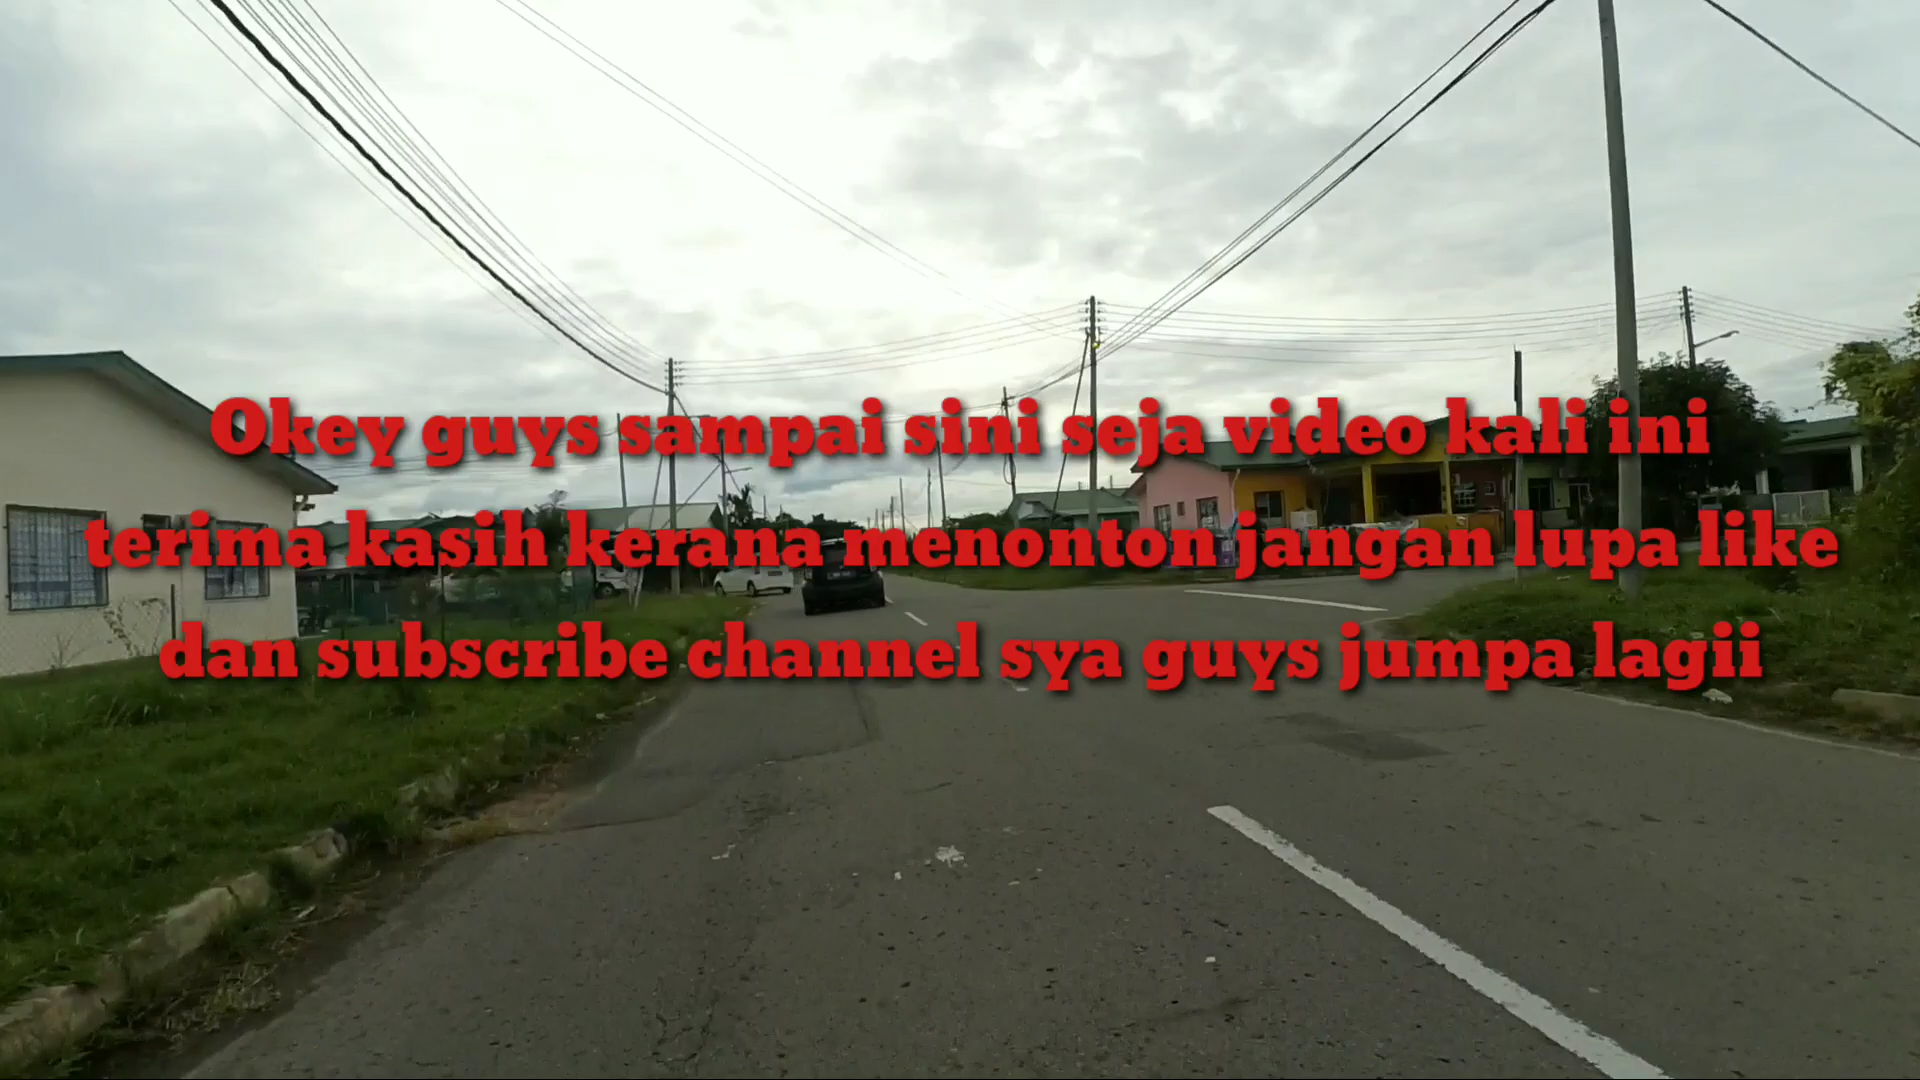 Okey guys sampai sini seja video kali ini
terima kasih kerana menonton jangan lupa like
dan subscribe channel sya guys jumpa lagii